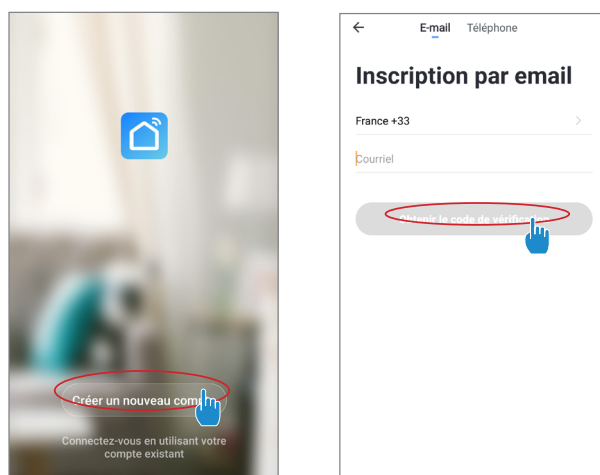 Créer un nouveau compte
Connectez-vous en utilisant votre
compte existant
E-mail Téléphone
Inscription par email
France +33
Courriel
Obtenir le code de vérification